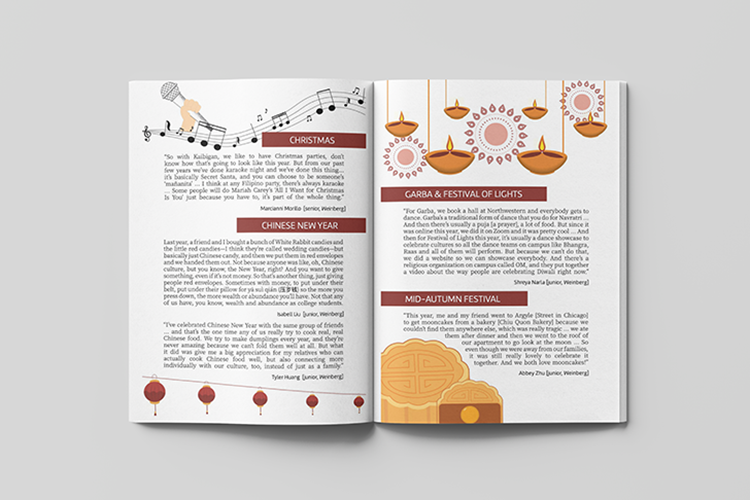 CHRISTMAS
"So with Kaibigan, we like to have Christmas parties, don't
know how that's going to look like this year. But from our past
few years we've done karaoke night and we've done this thing ...
it's basically Secret Santa, and you can choose to be someone's
'mañanita' ... I think at any Filipino party, there's always karaoke
... Some people will do Mariah Carey's 'All I Want for Christmas
Is You' just because you have to, it's part of the whole thing."
Marcianni Morillo [senior, Weinberg]
CHINESE NEW YEAR
Last year, a friend and I bought a bunch of White Rabbit candies and
the little red candies—I think they're called wedding candies—but
basically just Chinese candy, and then we put them in red envelopes
and we handed them out. Not because anyone was like, oh, Chinese
culture, but you know, the New Year, right? And you want to give
something, even if it's not money. So that's another thing, just giving
people red envelopes. Sometimes with money, to put under their
belt, put under their pillow for yā suì qián (压岁钱) so the more you
press down, the more wealth or abundance you'll have. Not that any
of us have, you know, wealth and abundance as college students.
Isabell Liu [junior, Weinberg]
"I've celebrated Chinese New Year with the same group of friends
... and that's the one time any of us really try to cook real, real
Chinese food. We try to make dumplings every year, and they're
never amazing because we can't fold them well at all. But what
it did was give me a big appreciation for my relatives who can
actually cook Chinese food well, but also connecting more
individually with our culture, too, instead of just as a family."
Tyler Huang [junior, Weinberg]
GARBA & FESTIVAL OF LIGHTS
"For Garba, we book a hall at Northwestern and everybody gets to
dance. Garba's a traditional form of dance that you do for Navratri ...
And then there's usually a puja [a prayer], a lot of food. But since it
was online this year, we did it on Zoom and it was pretty cool ... And
then for Festival of Lights this year, it's usually a dance showcase to
celebrate cultures so all the dance teams on campus like Bhangra,
Raas and all of them will perform. But because we can't do that,
we did a website so we can showcase everybody. And there's a
religious organization on campus called OM, and they put together
a video about the way people are celebrating Diwali right now."
Shreya Narla [junior, Weinberg]
MID-AUTUMN FESTIVAL
"This year, me and my friend went to Argyle [Street in Chicago]
to get mooncakes from a bakery [Chiu Quon Bakery] because we
couldn't find them anywhere else, which was really tragic ... we ate
them after dinner and then we went to the roof of
our apartment to go look at the moon ... So
even though we were away from our families,
it was still really lovely to celebrate it
together. And we both love mooncakes!"
Abbey Zhu [junior, Weinberg]